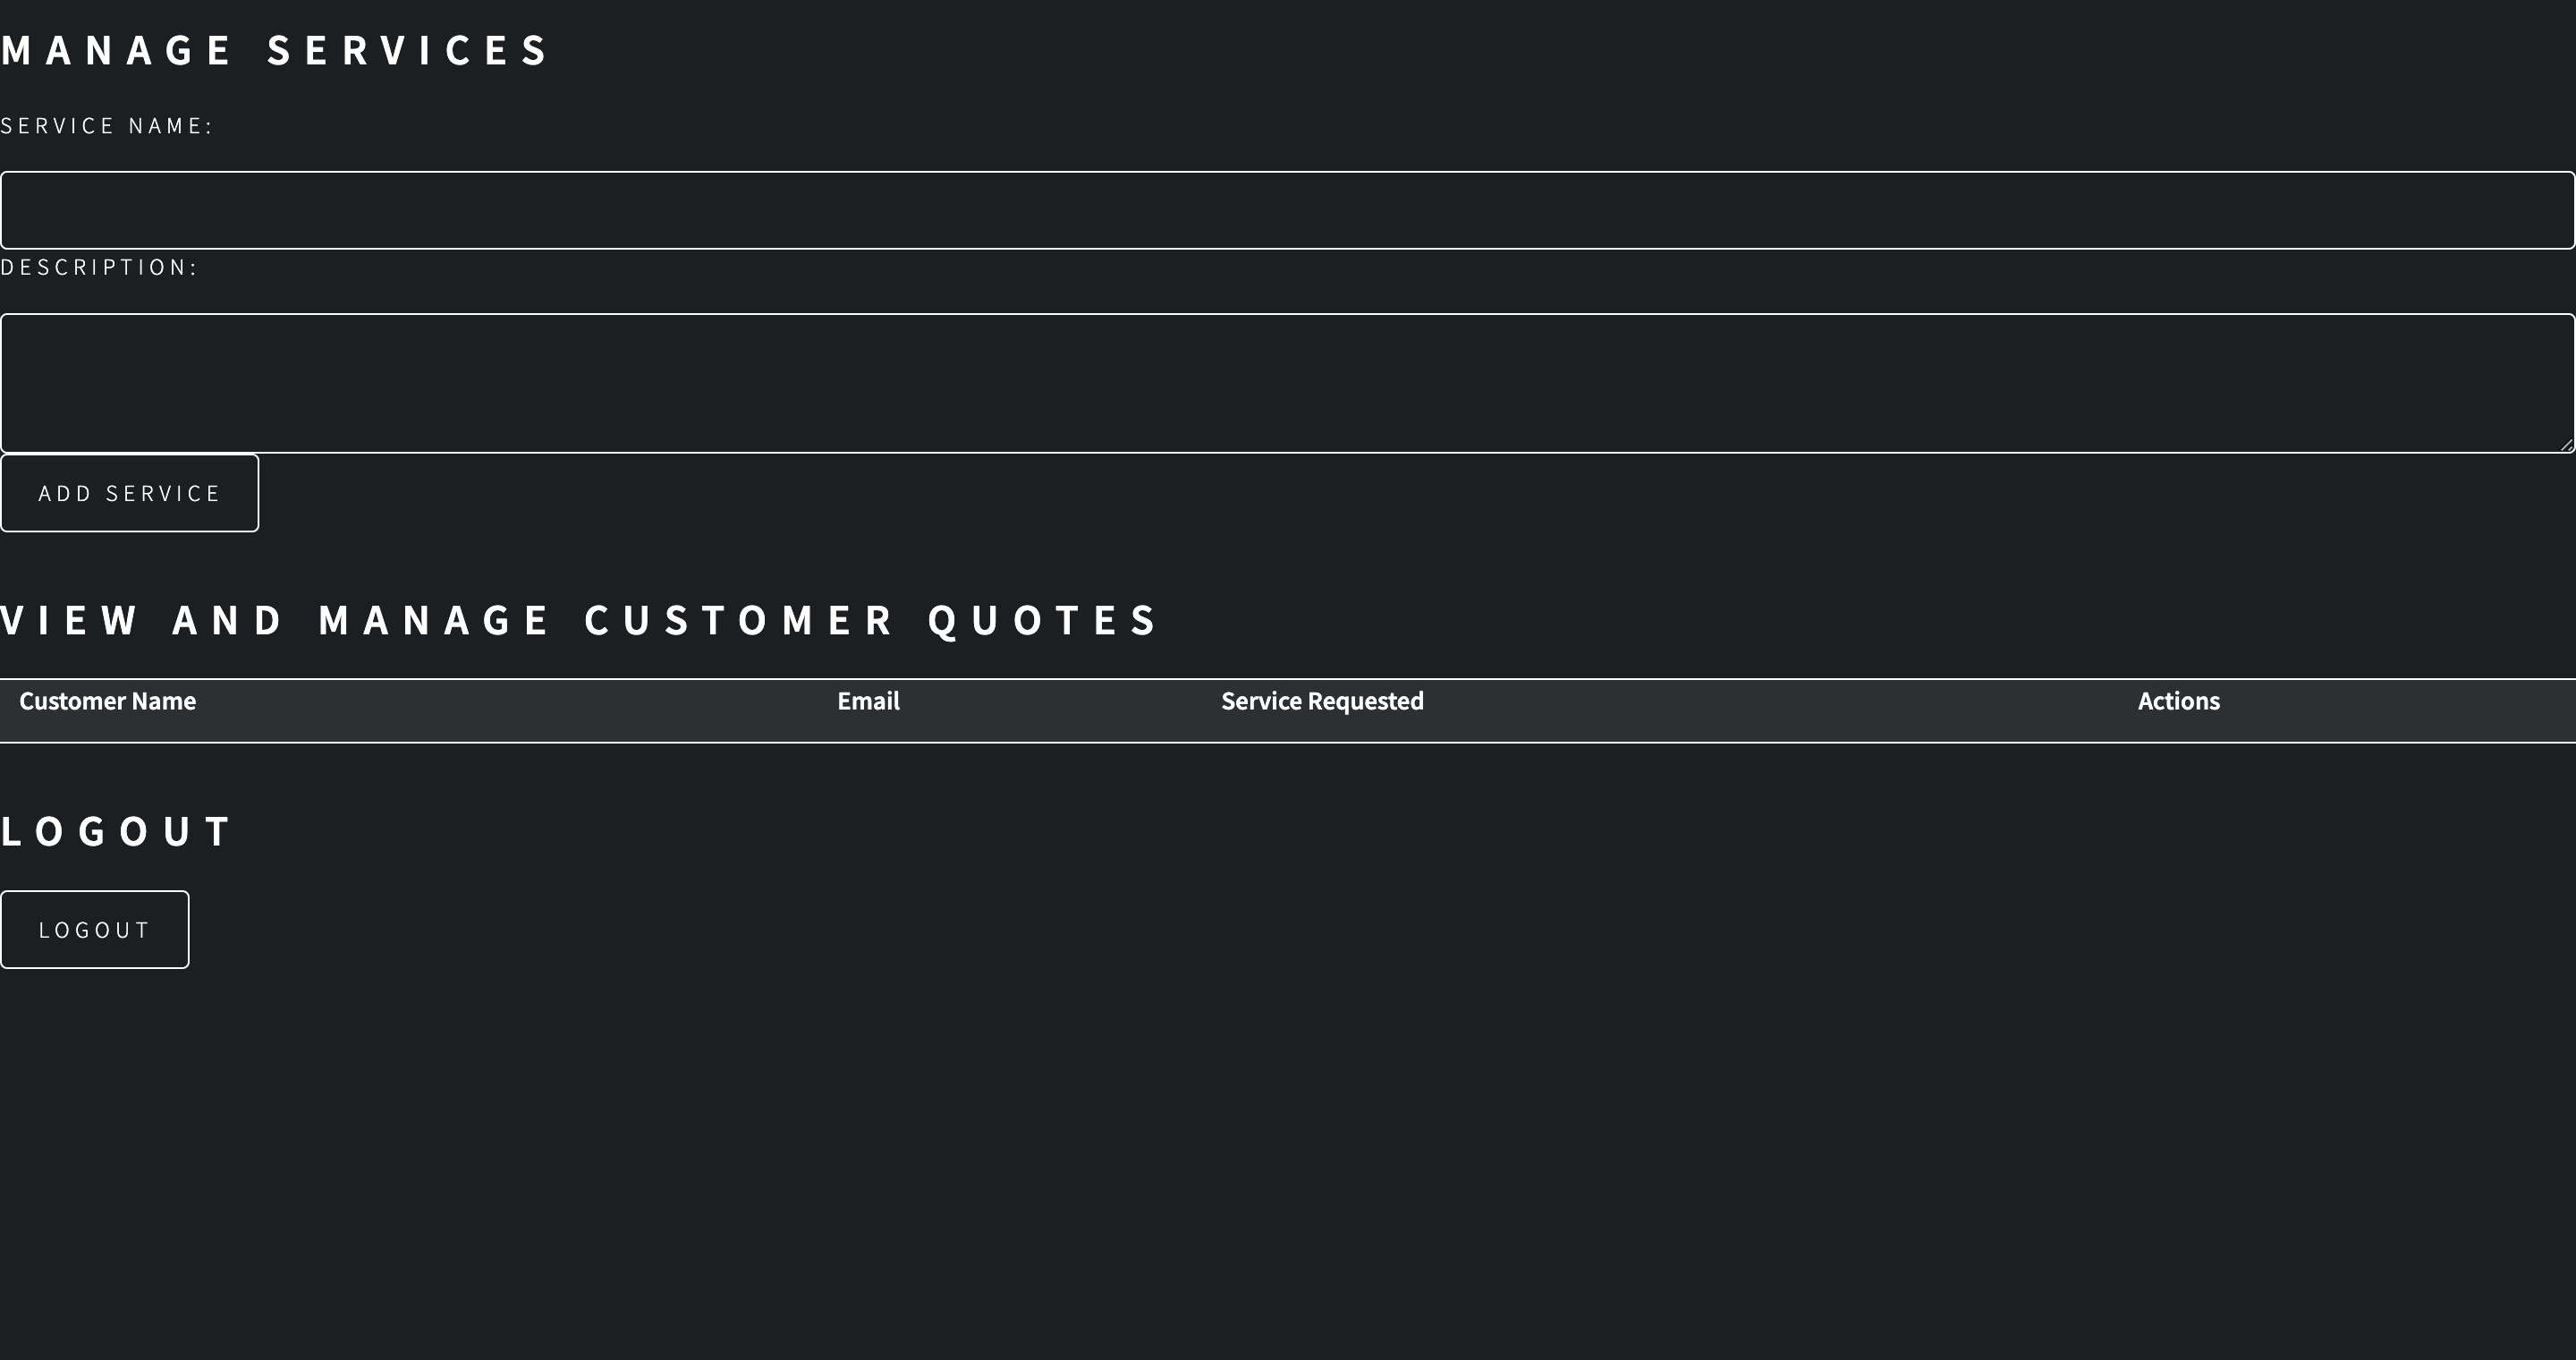 MANAGE SERVICES
SERVICE NAME:
DESCRIPTION:
ADD SERVICE
VIEW AND MANAGE CUSTOMER QUOTES
Customer Name Email Service Requested Actions
LOGOUT
LOGOUT